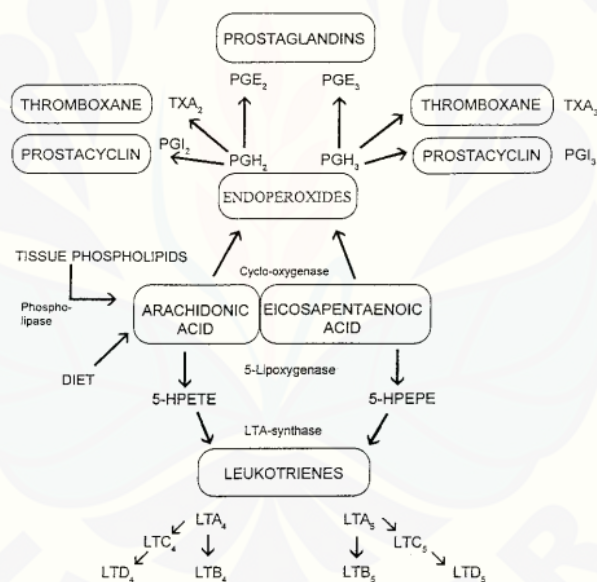 PROSTAGLANDINS
PGE₂ PGE₃
THROMBOXANE TXA₂ THROMBOXANE TXA₃
PROSTACYCLIN PGI₂ PGH₂ PGH₃ PROSTACYCLIN PGI₃
ENDOPEROXIDES
TISSUE PHOSPHOLIPIDS
Cyclo-oxygenase
Phospho-
lipase
ARACHIDONIC
ACID
EICOSAPENTAENOIC
ACID
DIET
5-Lipoxygenase
5-HPETE 5-HPEPE
LTA-synthase
LEUKOTRIENES
LTA₄ LTA₅
LTC₄ LTC₅
LTD₄ LTB₄ LTB₅ LTD₅